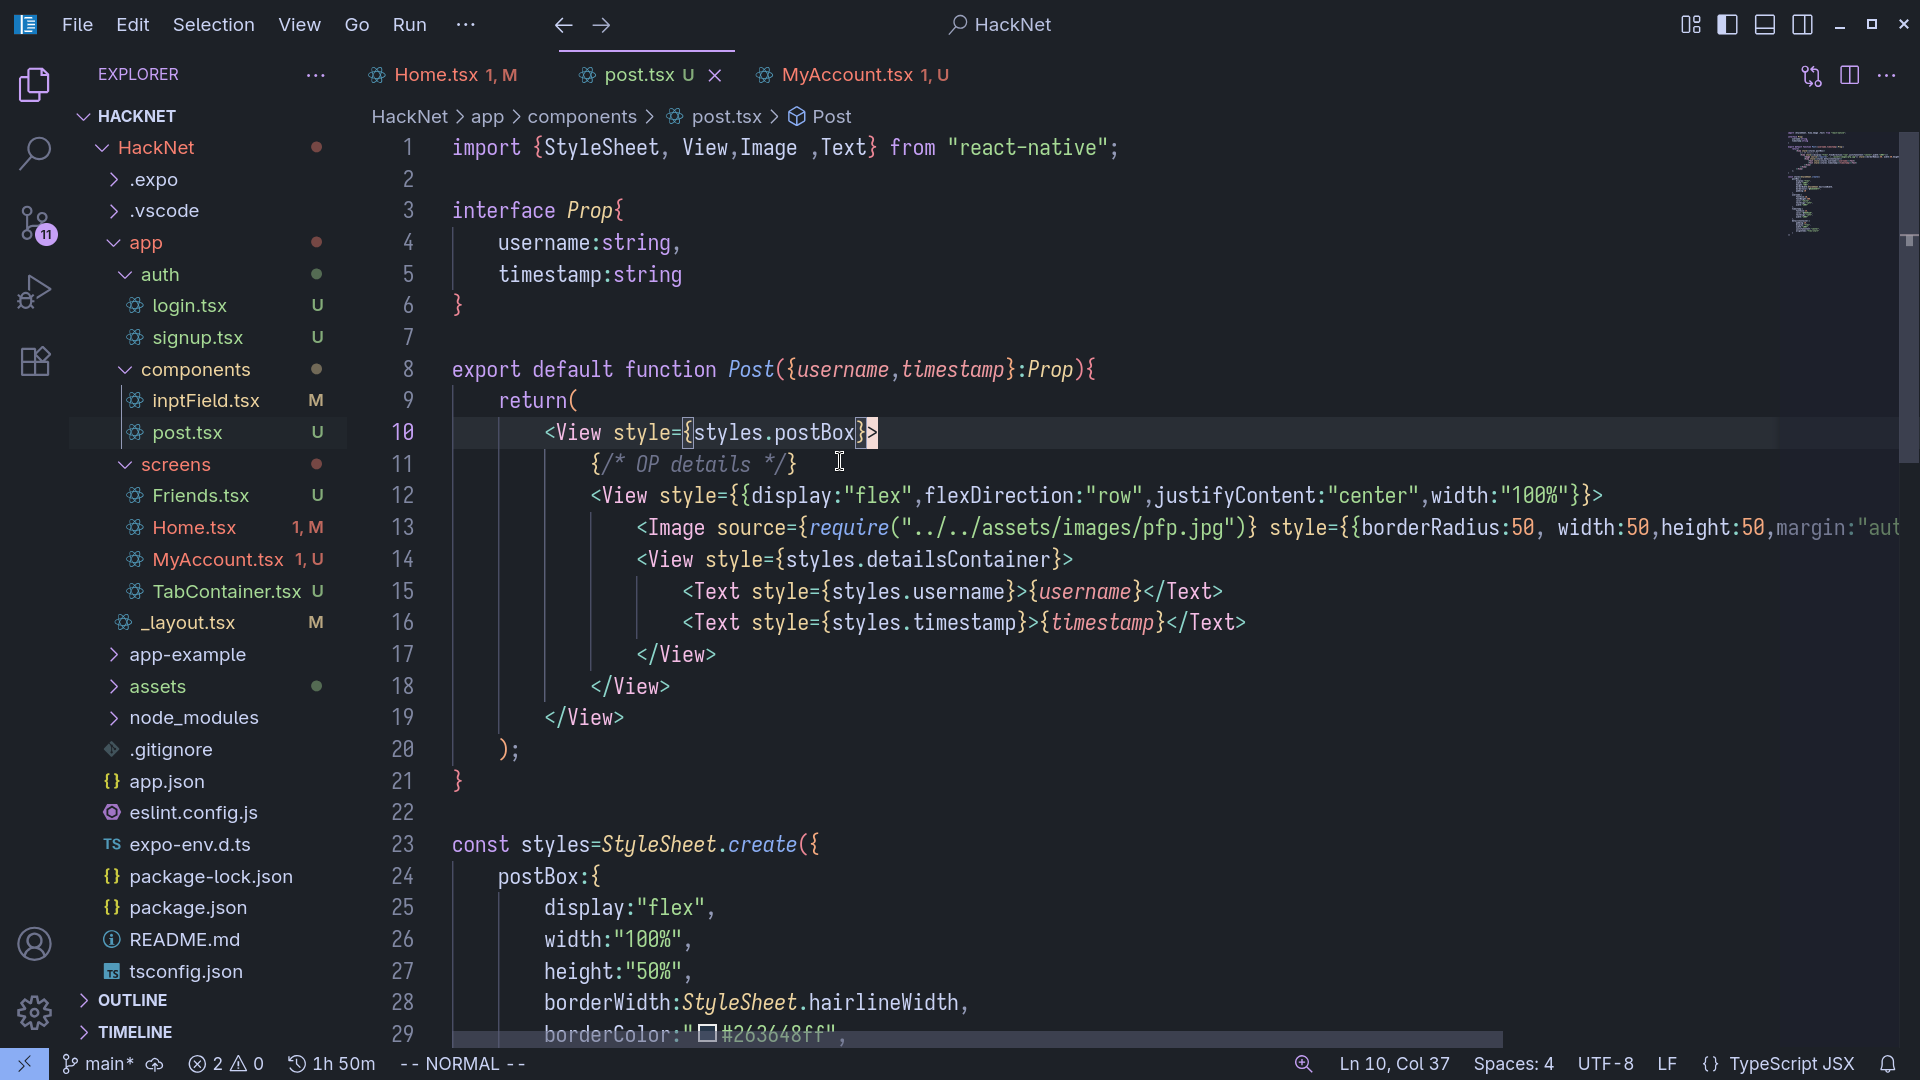 File Edit Selection View Go Run ··· HackNet
EXPLORER ···
HACKNET
HackNet
.expo
.vscode
11
app
auth
login.tsx U
signup.tsx U
components
inptField.tsx M
post.tsx U
screens
Friends.tsx U
Home.tsx 1, M
MyAccount.tsx 1, U
TabContainer.tsx U
_layout.tsx M
app-example
assets
node_modules
.gitignore
{} app.json
eslint.config.js
TS expo-env.d.ts
{} package-lock.json
{} package.json
README.md
TS tsconfig.json
OUTLINE
TIMELINE
Home.tsx 1, M post.tsx U MyAccount.tsx 1, U
HackNet > app > components > post.tsx > Post
1 import {StyleSheet, View,Image ,Text} from "react-native";
2
3 interface Prop{
4     username:string,
5     timestamp:string
6 }
7
8 export default function Post({username,timestamp}:Prop){
9     return(
10         <View style={styles.postBox}>
11             {/* OP details */}
12             <View style={{display:"flex",flexDirection:"row",justifyContent:"center",width:"100%"}}>
13                 <Image source={require("../../assets/images/pfp.jpg")} style={{borderRadius:50, width:50,height:50,margin:"aut
14                 <View style={styles.detailsContainer}>
15                     <Text style={styles.username}>{username}</Text>
16                     <Text style={styles.timestamp}>{timestamp}</Text>
17                 </View>
18             </View>
19         </View>
20     );
21 }
22
23 const styles=StyleSheet.create({
24     postBox:{
25         display:"flex",
26         width:"100%",
27         height:"50%",
28         borderWidth:StyleSheet.hairlineWidth,
29         borderColor:"#263648ff",
main* 2 0 1h 50m -- NORMAL -- Ln 10, Col 37 Spaces: 4 UTF-8 LF {} TypeScript JSX